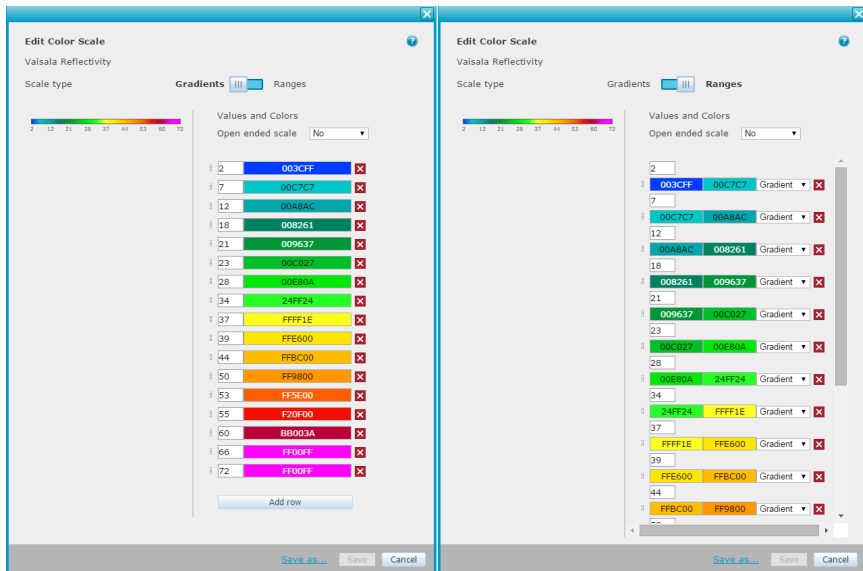 Edit Color Scale
Vaisala Reflectivity
Scale type Gradients Ranges
2 12 21 28 37 44 53 60 72
Values and Colors
Open ended scale No
2 003CFF
7 00C7C7
12 00A8AC
18 008261
21 009637
23 00C027
28 00E80A
34 24FF24
37 FFFF1E
39 FFE600
44 FFBC00
50 FF9800
53 FF5E00
55 F20F00
60 BB003A
66 FF00FF
72 FF00FF
Add row
Save as... Save Cancel
Edit Color Scale
Vaisala Reflectivity
Scale type Gradients Ranges
2 12 21 28 37 44 53 60 72
Values and Colors
Open ended scale No
2
003CFF 00C7C7 Gradient
7
00C7C7 00A8AC Gradient
12
00A8AC 008261 Gradient
18
008261 009637 Gradient
21
009637 00C027 Gradient
23
00C027 00E80A Gradient
28
00E80A 24FF24 Gradient
34
24FF24 FFFF1E Gradient
37
FFFF1E FFE600 Gradient
39
FFE600 FFBC00 Gradient
44
FFBC00 FF9800 Gradient
Save as... Save Cancel